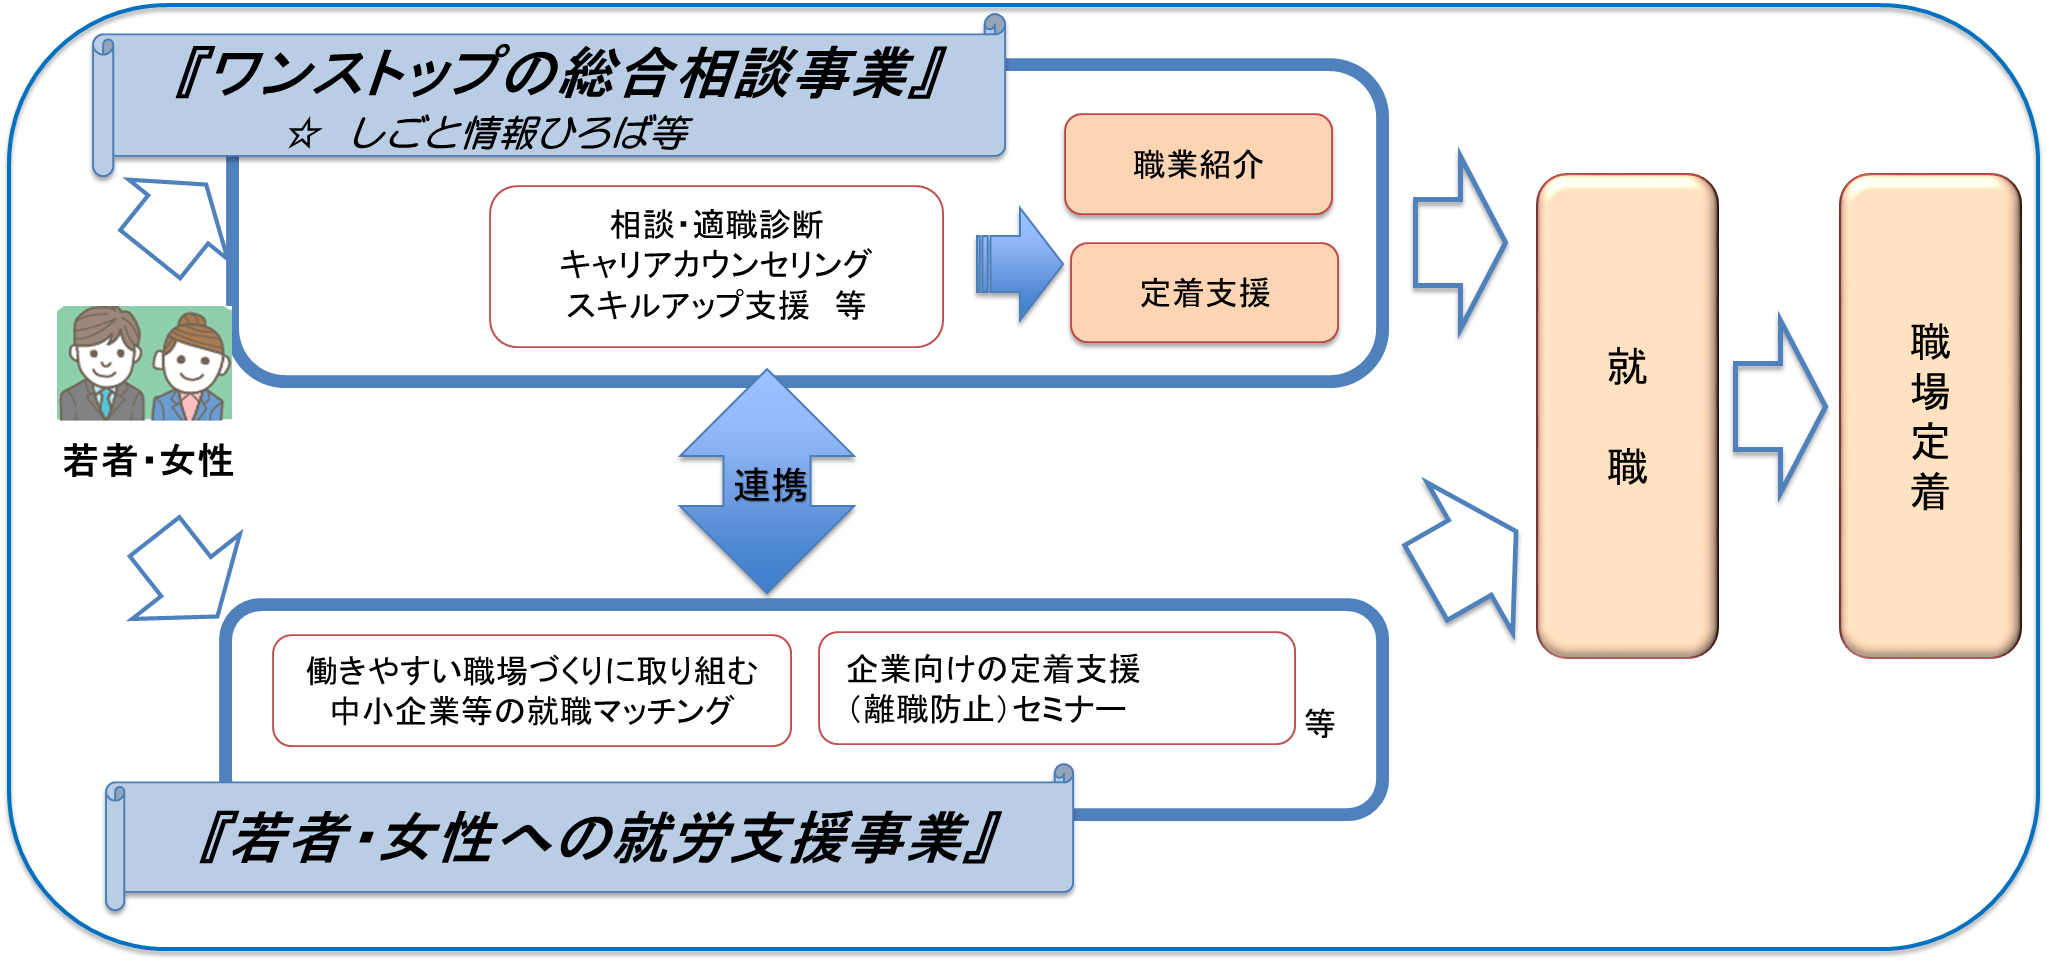 『ワンストップの総合相談事業』
☆　しごと情報ひろば等
相談・適職診断
キャリアカウンセリング
スキルアップ支援　等
職業紹介
定着支援
就職
職場定着
若者・女性
連携
働きやすい職場づくりに取り組む
中小企業等の就職マッチング
企業向けの定着支援
（離職防止）セミナー
等
『若者・女性への就労支援事業』